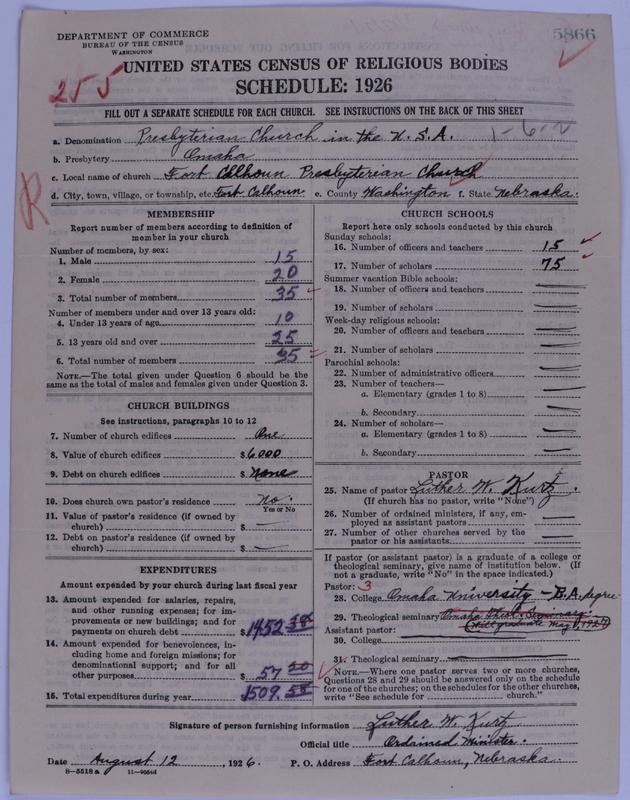 DEPARTMENT OF COMMERCE
BUREAU OF THE CENSUS
WASHINGTON
5866
UNITED STATES CENSUS OF RELIGIOUS BODIES
255
SCHEDULE: 1926
FILL OUT A SEPARATE SCHEDULE FOR EACH CHURCH. SEE INSTRUCTIONS ON THE BACK OF THIS SHEET
a. Denomination Presbyterian Church in the U.S.A. 1-6-2
b. Presbytery Omaha
c. Local name of church Fort Calhoun Presbyterian Church
d. City, town, village, or township, etc. Fort Calhoun. e. County Washington f. State Nebraska.
R
MEMBERSHIP
Report number of members according to definition of
member in your church
Number of members, by sex:
1. Male 15
2. Female 20
3. Total number of members 35
Number of members under and over 13 years old:
4. Under 13 years of age 10
5. 13 years old and over 25
6. Total number of members 35
NOTE.—The total given under Question 6 should be
same as the total of males and females given under Question 3.
CHURCH BUILDINGS
See instructions, paragraphs 10 to 12
7. Number of church edifices One
8. Value of church edifices $6000
9. Debt on church edifices $None
10. Does church own pastor's residence No.
Yes or No
11. Value of pastor's residence (if owned by
church) $ —
12. Debt on pastor's residence (if owned by
church) $ —
EXPENDITURES
Amount expended by your church during last fiscal year
13. Amount expended for salaries, repairs,
and other running expenses; for im-
provements or new buildings; and for
payments on church debt $1452
14. Amount expended for benevolences, in-
cluding home and foreign missions; for
denominational support; and for all
other purposes $ 57
15. Total expenditures during year $1509.
CHURCH SCHOOLS
Report here only schools conducted by this church
Sunday schools:
16. Number of officers and teachers 15
17. Number of scholars 75
Summer vacation Bible schools:
18. Number of officers and teachers —
19. Number of scholars —
Week-day religious schools:
20. Number of officers and teachers —
21. Number of scholars —
Parochial schools:
22. Number of administrative officers —
23. Number of teachers—
a. Elementary (grades 1 to 8) —
b. Secondary —
24. Number of scholars—
a. Elementary (grades 1 to 8) —
b. Secondary —
PASTOR
25. Name of pastor Luther W. Kurtz.
(If church has no pastor, write "None")
26. Number of ordained ministers, if any, em-
ployed as assistant pastors —
27. Number of other churches served by the
pastor or his assistants —
If pastor (or assistant pastor) is a graduate of a college or
theological seminary, give name of institution below. (If
not a graduate, write "No" in the space indicated.)
Pastor: 3
28. College Omaha University - B.A. degree
29. Theological seminary Omaha Theol. Seminary.
Assistant pastor: May 1, 1927
30. College —
31. Theological seminary —
NOTE.—Where one pastor serves two or more churches,
Questions 28 and 29 should be answered only on the schedule
for one of the churches; on the schedules for the other churches,
write "See schedule for church."
Signature of person furnishing information Luther W. Kurtz
Official title Ordained Minister.
Date August 12, 1926. P. O. Address Fort Calhoun, Nebraska.
8—5518a 11—9054d